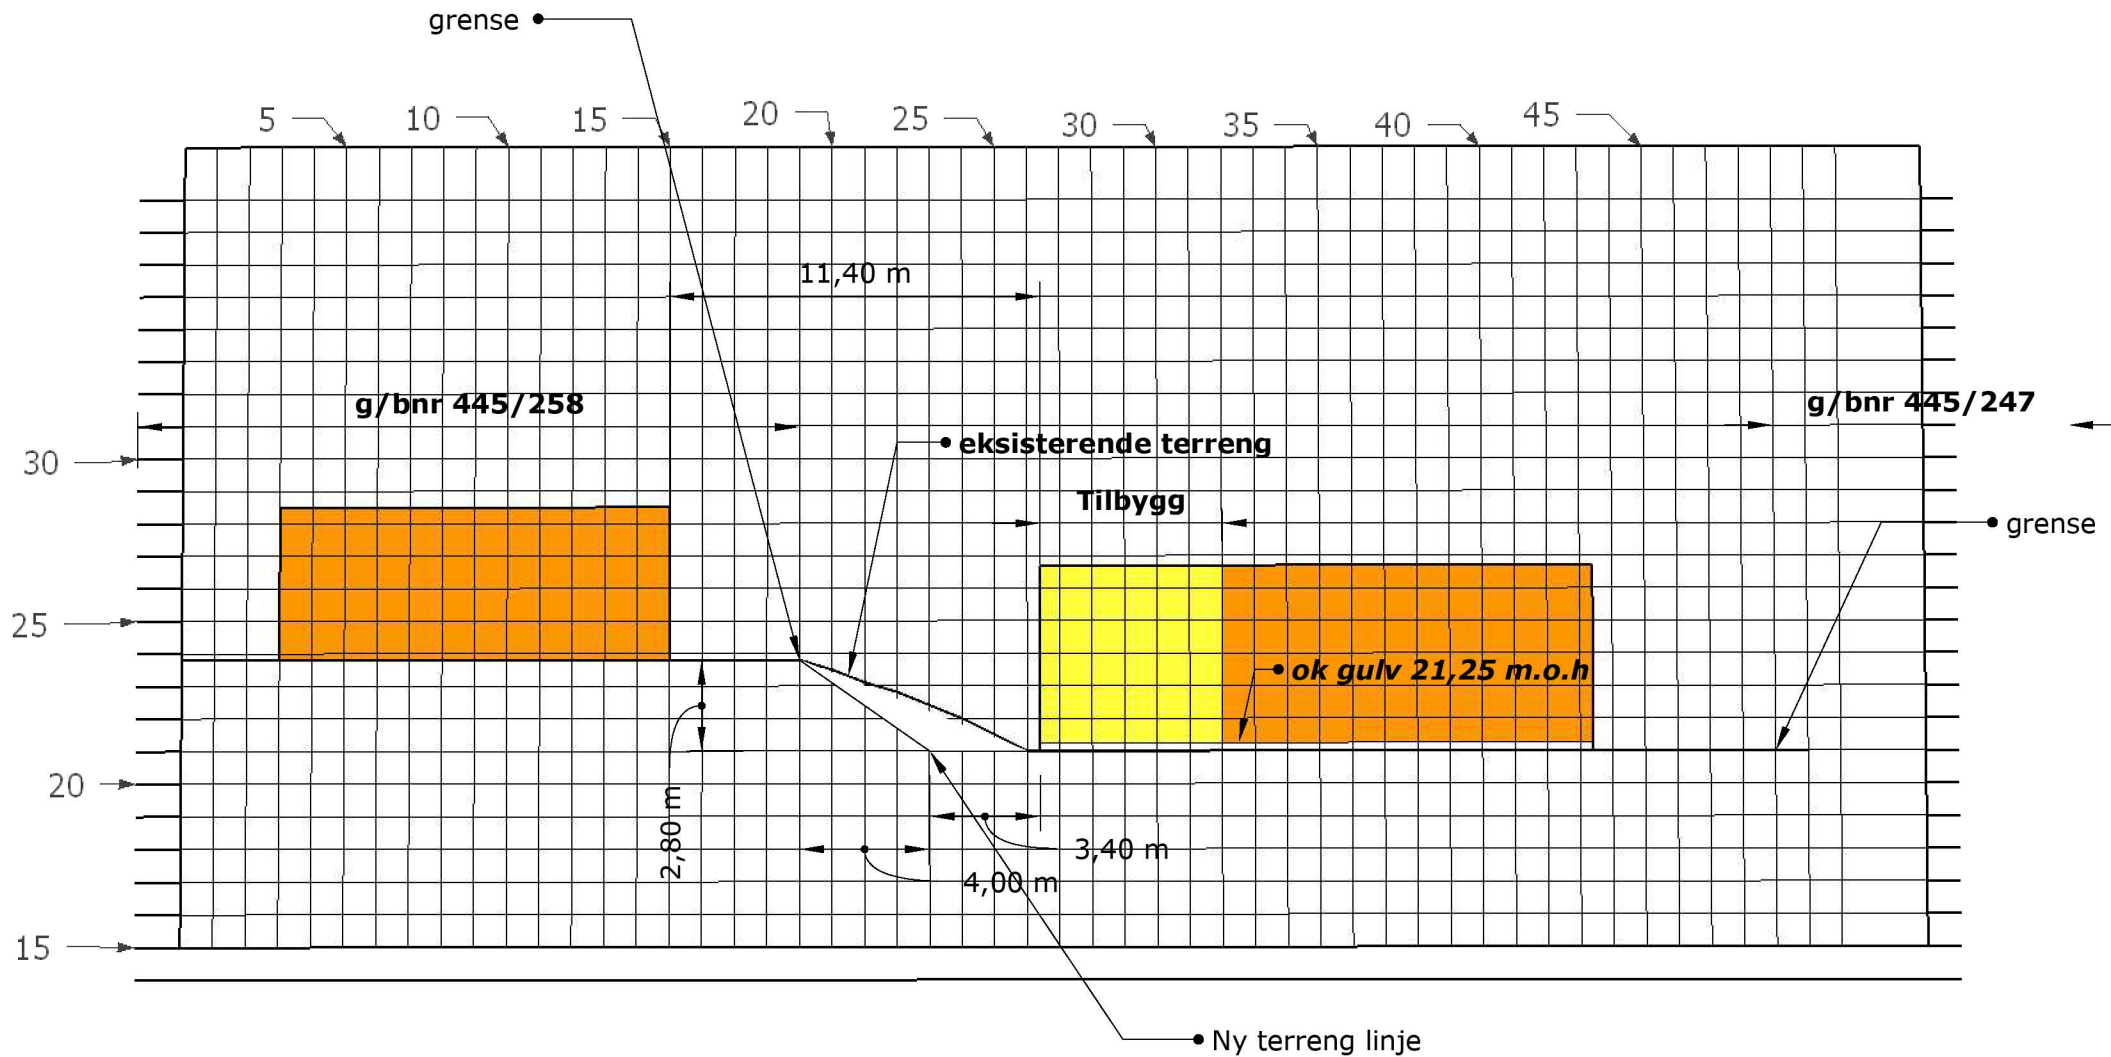 grense
5 10 15 20 25 30 35 40 45
11,40 m
g/bnr 445/258
g/bnr 445/247
eksisterende terreng
30
Tilbygg
grense
25
ok gulv 21,25 m.o.h
20
2,80 m
3,40 m
4,00 m
15
Ny terreng linje